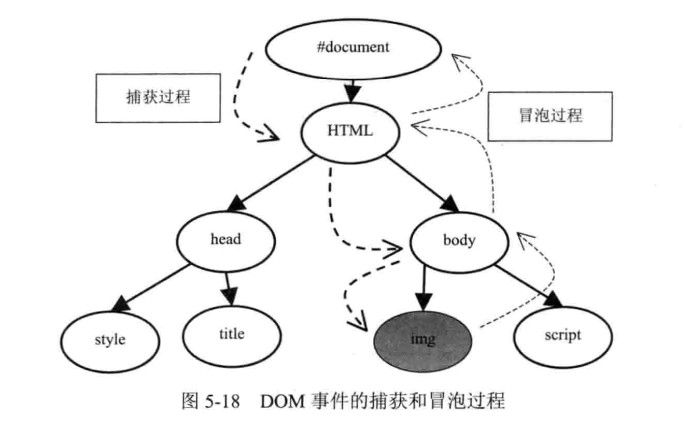 #document
捕获过程
冒泡过程
HTML
head
body
style
title
img
script
图 5-18 DOM 事件的捕获和冒泡过程